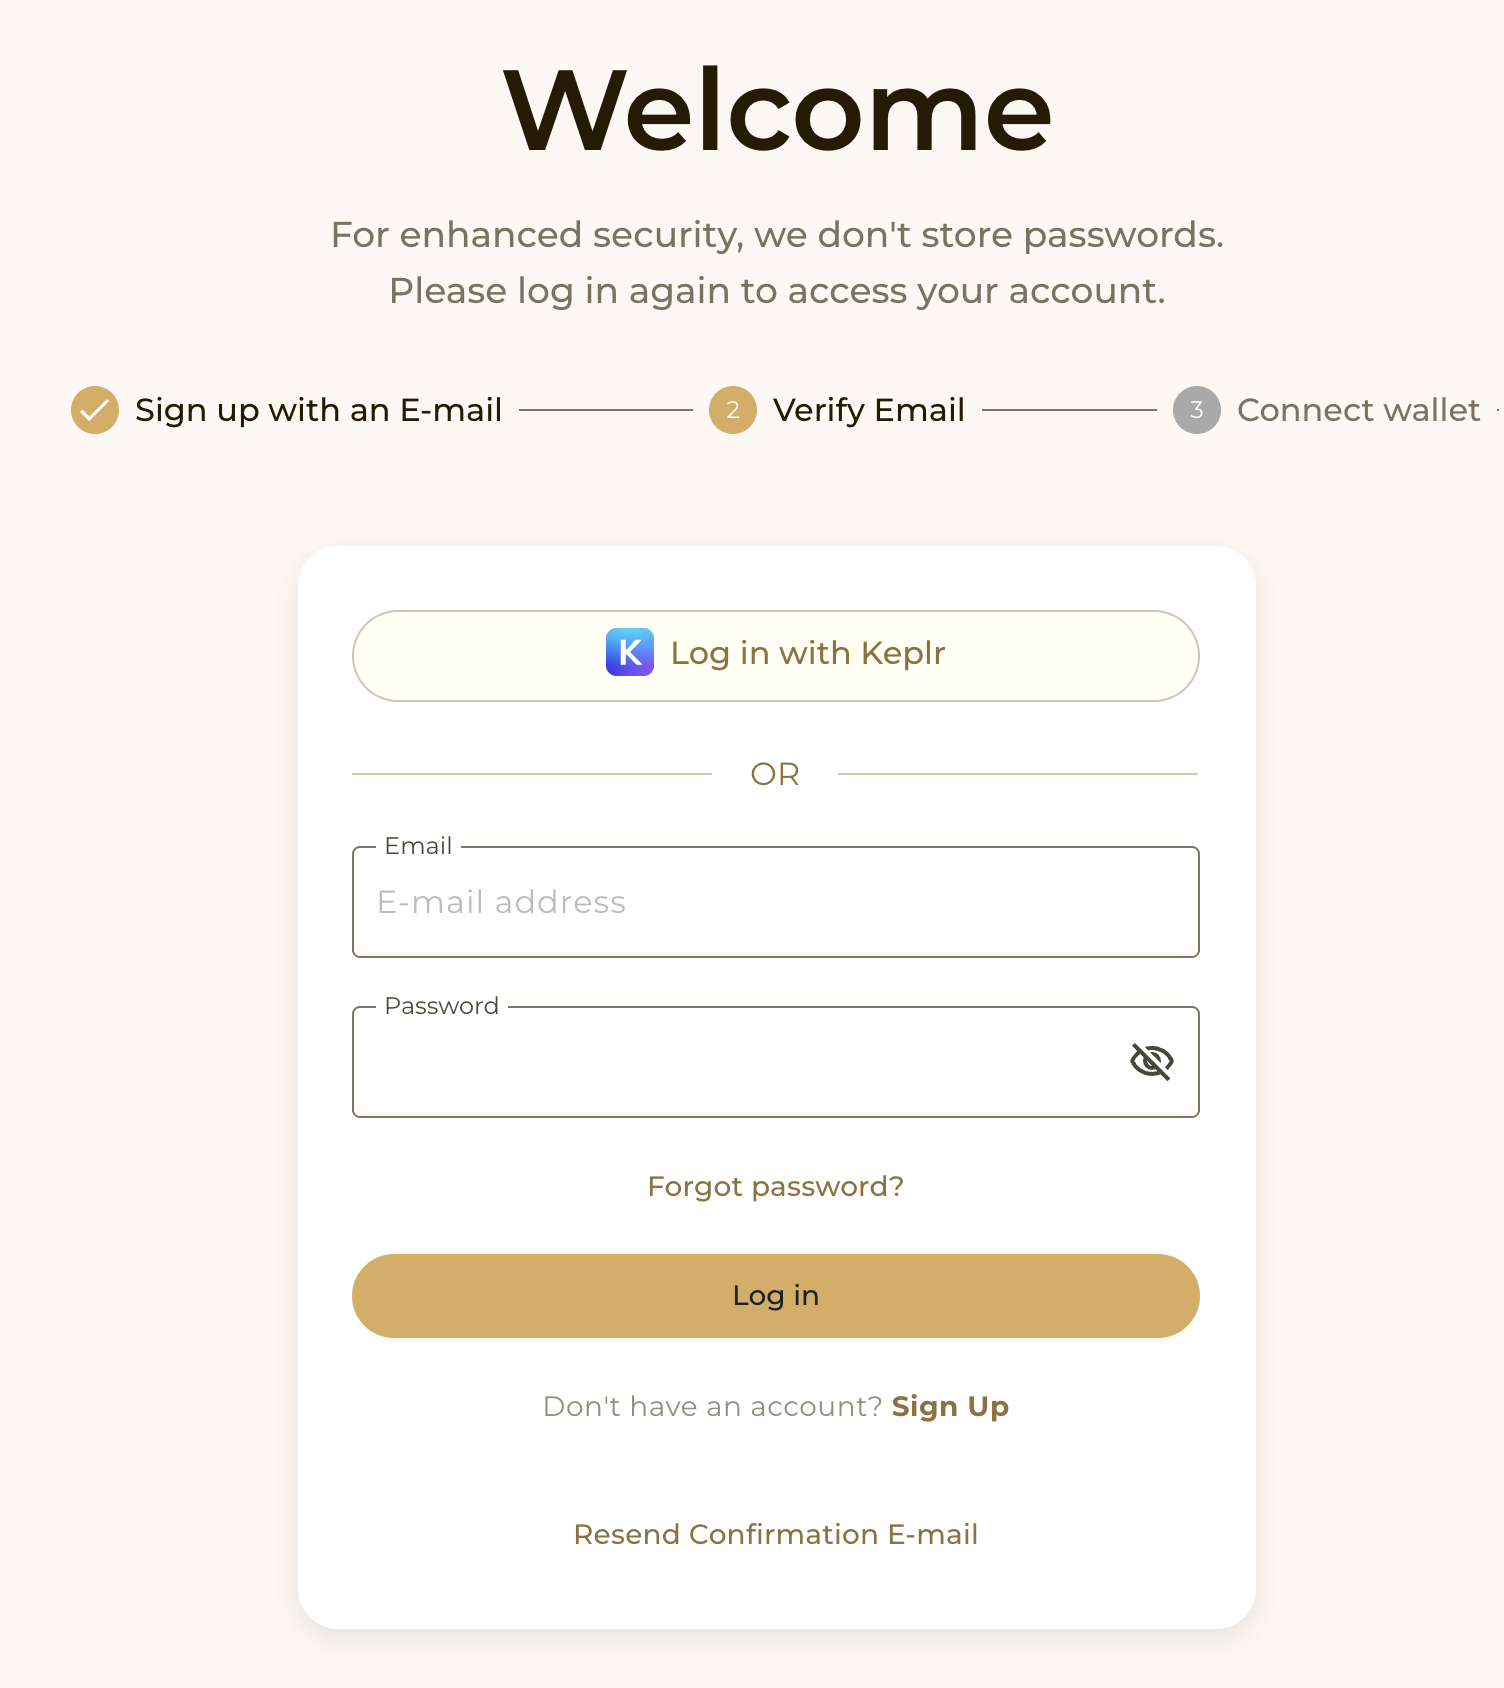 Welcome
For enhanced security, we don't store passwords.
Please log in again to access your account.
Sign up with an E-mail 2 Verify Email 3 Connect wallet
K Log in with Keplr
OR
Email
E-mail address
Password
Forgot password?
Log in
Don't have an account? Sign Up
Resend Confirmation E-mail